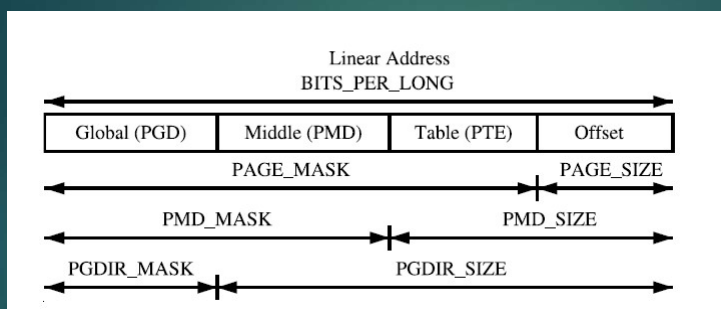 Linear Address
BITS_PER_LONG
Global (PGD) Middle (PMD) Table (PTE) Offset
PAGE_MASK PAGE_SIZE
PMD_MASK PMD_SIZE
PGDIR_MASK PGDIR_SIZE